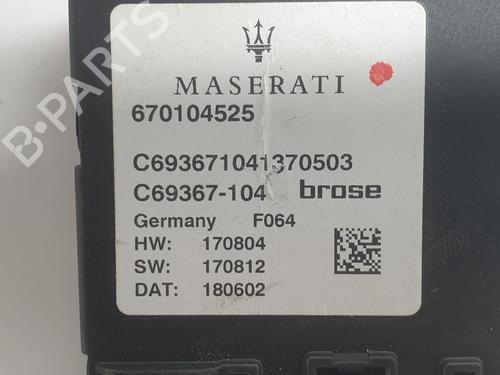 MASERATI
670104525
C693671041370503
C69367-104 brose
Germany F064
HW: 170804
SW: 170812
DAT: 180602
B-PARTS